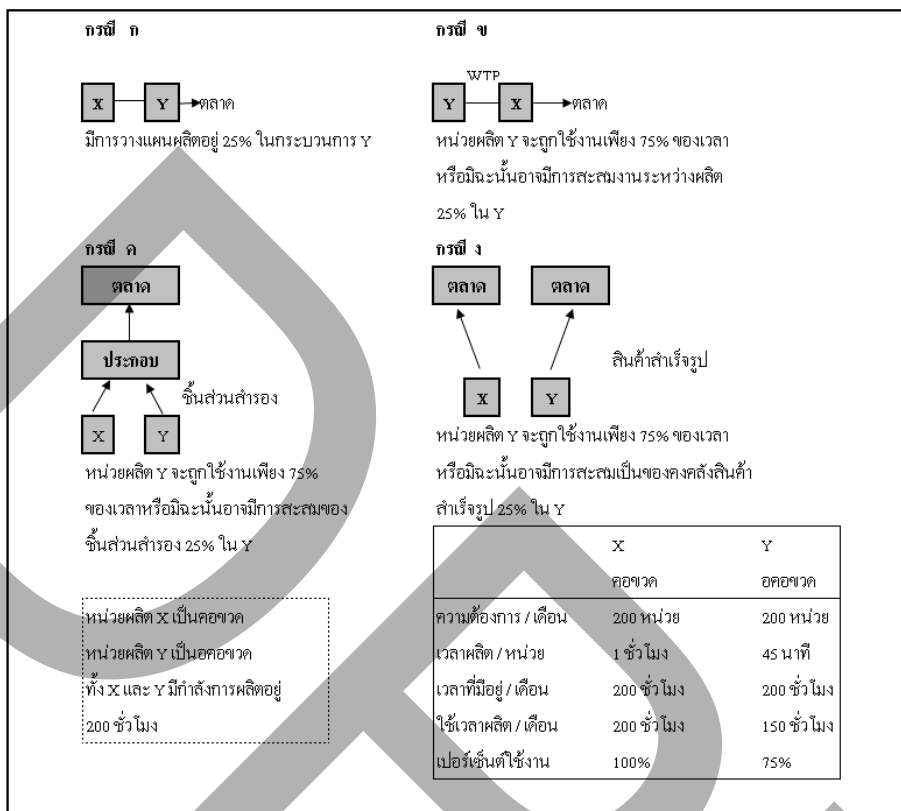 กรณี ก
X Y ตลาด
มีการวางแผนผลิตอยู่ 25% ในกระบวนการ Y
กรณี ข
WTP
Y X ตลาด
หน่วยผลิต Y จะถูกใช้งานเพียง 75% ของเวลา
หรือมิฉะนั้นอาจมีการสะสมงานระหว่างผลิต
25% ใน Y
กรณี ค
ตลาด
ประกอบ
ชิ้นส่วนสำรอง
X Y
หน่วยผลิต Y จะถูกใช้งานเพียง 75%
ของเวลาหรือมิฉะนั้นอาจมีการสะสมของ
ชิ้นส่วนสำรอง 25% ใน Y
กรณี ง
ตลาด ตลาด
สินค้าสำเร็จรูป
X Y
หน่วยผลิต Y จะถูกใช้งานเพียง 75% ของเวลา
หรือมิฉะนั้นอาจมีการสะสมเป็นของคงคลังสินค้า
สำเร็จรูป 25% ใน Y
หน่วยผลิต X เป็นคอขวด
หน่วยผลิต Y เป็นอคอขวด
ทั้ง X และ Y มีกำลังการผลิตอยู่
200 ชั่วโมง
X Y
คอขวด อคอขวด
ความต้องการ / เดือน 200 หน่วย 200 หน่วย
เวลาผลิต / หน่วย 1 ชั่วโมง 45 นาที
เวลาที่มีอยู่ / เดือน 200 ชั่วโมง 200 ชั่วโมง
ใช้เวลาผลิต / เดือน 200 ชั่วโมง 150 ชั่วโมง
เปอร์เซ็นต์ใช้งาน 100% 75%